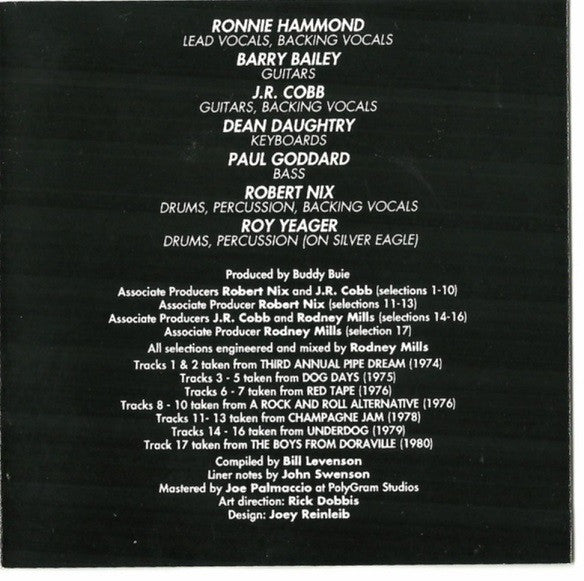 RONNIE HAMMOND
LEAD VOCALS, BACKING VOCALS
BARRY BAILEY
GUITARS
J.R. COBB
GUITARS, BACKING VOCALS
DEAN DAUGHTRY
KEYBOARDS
PAUL GODDARD
BASS
ROBERT NIX
DRUMS, PERCUSSION, BACKING VOCALS
ROY YEAGER
DRUMS, PERCUSSION (ON SILVER EAGLE)
Produced by Buddy Buie
Associate Producers Robert Nix and J.R. Cobb (selections 1-10)
Associate Producer Robert Nix (selections 11-13)
Associate Producers J.R. Cobb and Rodney Mills (selections 14-16)
Associate Producer Rodney Mills (selection 17)
All selections engineered and mixed by Rodney Mills
Tracks 1 & 2 taken from THIRD ANNUAL PIPE DREAM (1974)
Tracks 3 - 5 taken from DOG DAYS (1975)
Tracks 6 - 7 taken from RED TAPE (1976)
Tracks 8 - 10 taken from A ROCK AND ROLL ALTERNATIVE (1976)
Tracks 11- 13 taken from CHAMPAGNE JAM (1978)
Tracks 14 - 16 taken from UNDERDOG (1979)
Track 17 taken from THE BOYS FROM DORAVILLE (1980)
Compiled by Bill Levenson
Liner notes by John Swenson
Mastered by Joe Palmaccio at PolyGram Studios
Art direction: Rick Dobbis
Design: Joey Reinleib